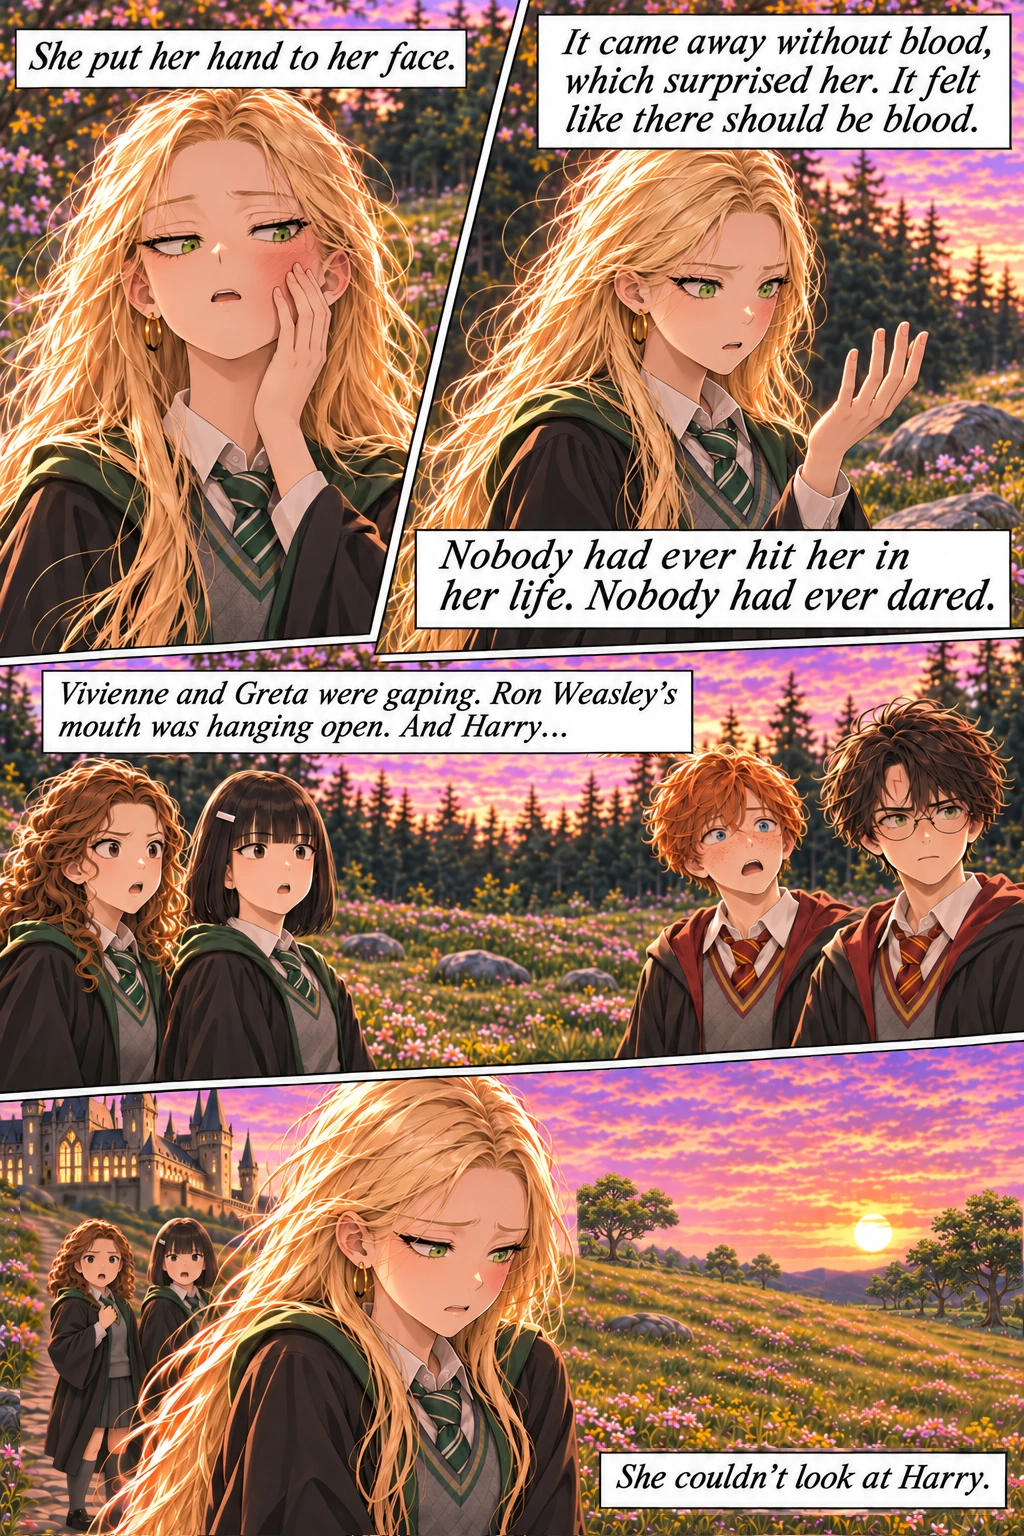 She put her hand to her face.
It came away without blood,
which surprised her. It felt
like there should be blood.
Nobody had ever hit her in
her life. Nobody had ever dared.
Vivienne and Greta were gaping. Ron Weasley's
mouth was hanging open. And Harry...
She couldn't look at Harry.